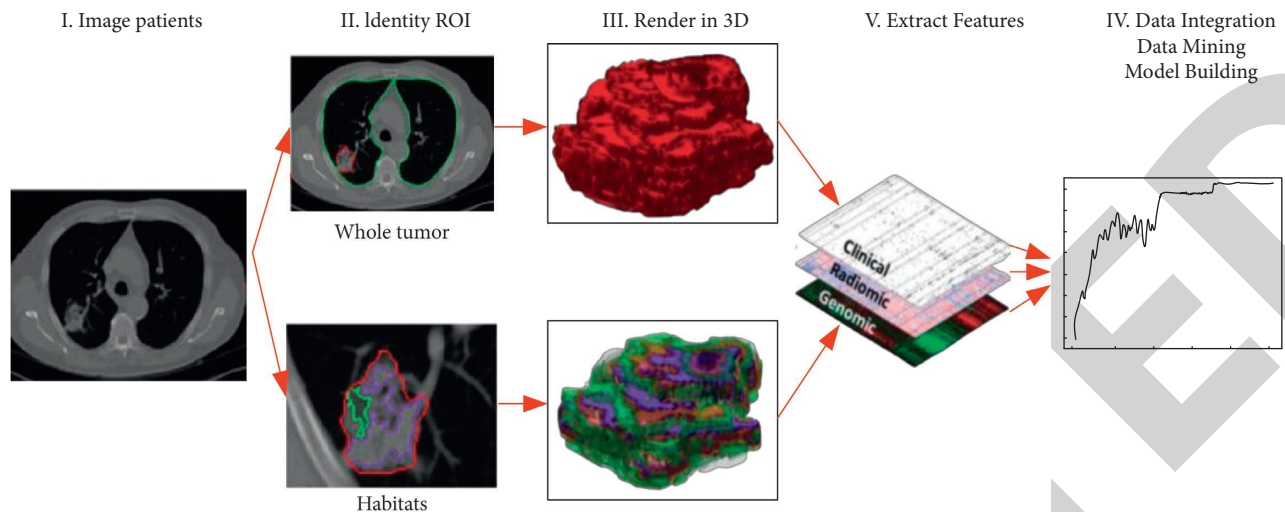 I. Image patients
II. Identity ROI
III. Render in 3D
V. Extract Features
IV. Data Integration
Data Mining
Model Building
Whole tumor
Habitats
Clinical
Radiomic
Genomic